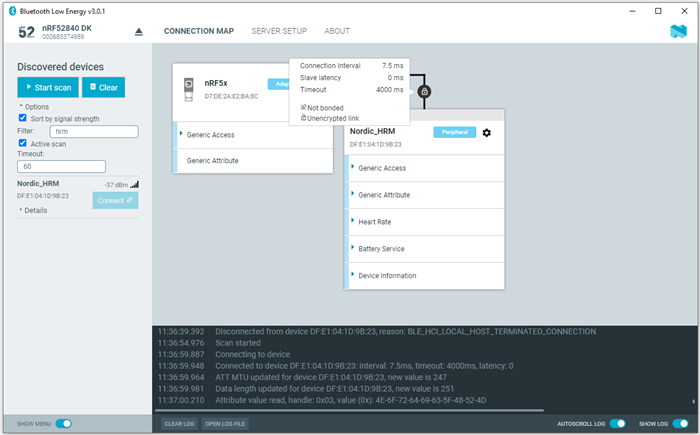 Bluetooth Low Energy v3.0.1
52
nRF52840 DK
000683374989
CONNECTION MAP
SERVER SETUP
ABOUT
Discovered devices
Start scan
Clear
Options
Sort by signal strength
Filter:
hrm
Active scan
Timeout:
60
Nordic_HRM
-37 dBm
DF:E1:04:1D:9B:23
Connect
Details
nRF5x
Adap
D7:DE:2A:E2:BA:8C
Generic Access
Generic Attribute
Connection Interval 7.5 ms
Slave latency 0 ms
Timeout 4000 ms
Not bonded
Unencrypted link
Nordic_HRM
Peripheral
DF:E1:04:1D:9B:23
Generic Access
Generic Attribute
Heart Rate
Battery Service
Device Information
11:36:39.392 Disconnected from device DF:E1:04:1D:9B:23, reason: BLE_HCI_LOCAL_HOST_TERMINATED_CONNECTION
11:36:54.976 Scan started
11:36:59.887 Connecting to device
11:36:59.948 Connected to device DF:E1:04:1D:9B:23: interval: 7.5ms, timeout: 4000ms, latency: 0
11:36:59.964 ATT MTU updated for device DF:E1:04:1D:9B:23, new value is 247
11:36:59.981 Data length updated for device DF:E1:04:1D:9B:23, new value is 251
11:37:00.210 Attribute value read, handle: 0x03, value (0x): 4E-6F-72-64-69-63-5F-48-52-4D
SHOW MENU
CLEAR LOG
OPEN LOG FILE
AUTOSCROLL LOG
SHOW LOG